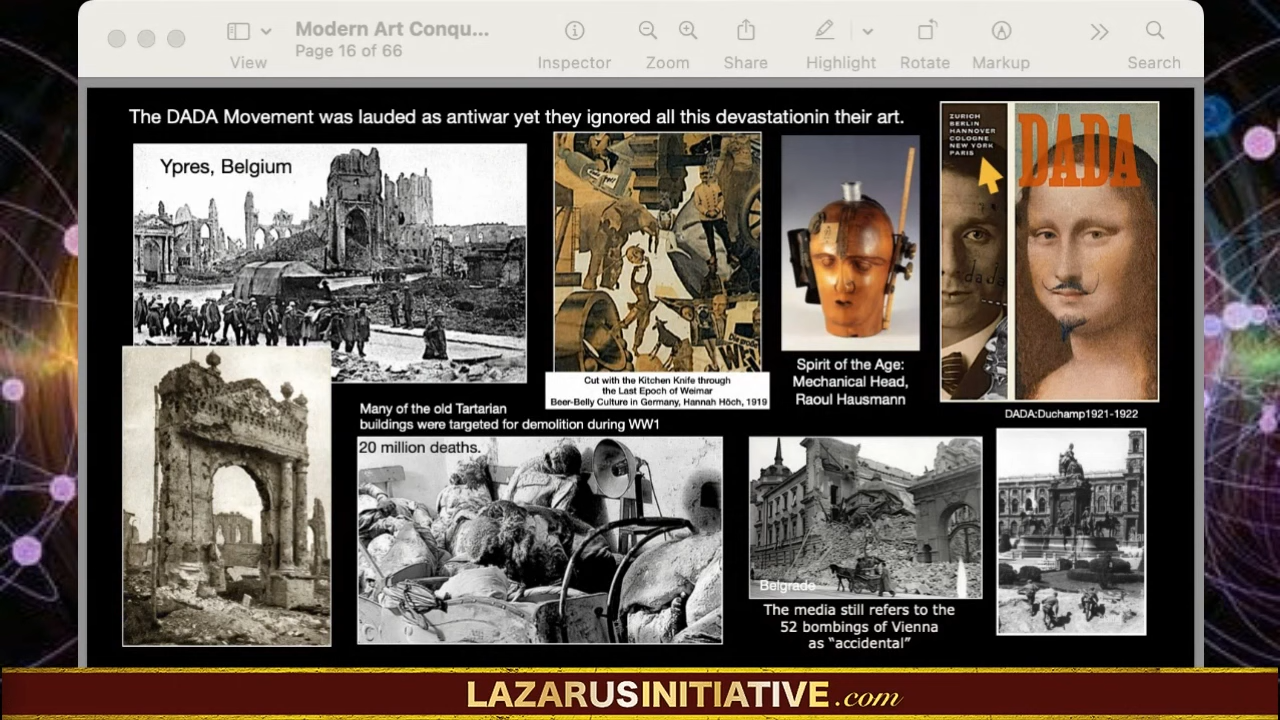 Modern Art Conqu...
Page 16 of 66
View
Inspector
Zoom
Share
Highlight
Rotate
Markup
Search
The DADA Movement was lauded as antiwar yet they ignored all this devastationin their art.
Ypres, Belgium
Cut with the Kitchen Knife through
the Last Epoch of Weimar
Beer-Belly Culture in Germany, Hannah Höch, 1919
Spirit of the Age:
Mechanical Head,
Raoul Hausmann
ZURICH
BERLIN
HANNOVER
COLOGNE
NEW YORK
PARIS
DADA
dada
DADA:Duchamp1921-1922
Many of the old Tartarian
buildings were targeted for demolition during WW1
20 million deaths.
Belgrade
The media still refers to the
52 bombings of Vienna
as “accidental”
LAZARUSINITIATIVE.com